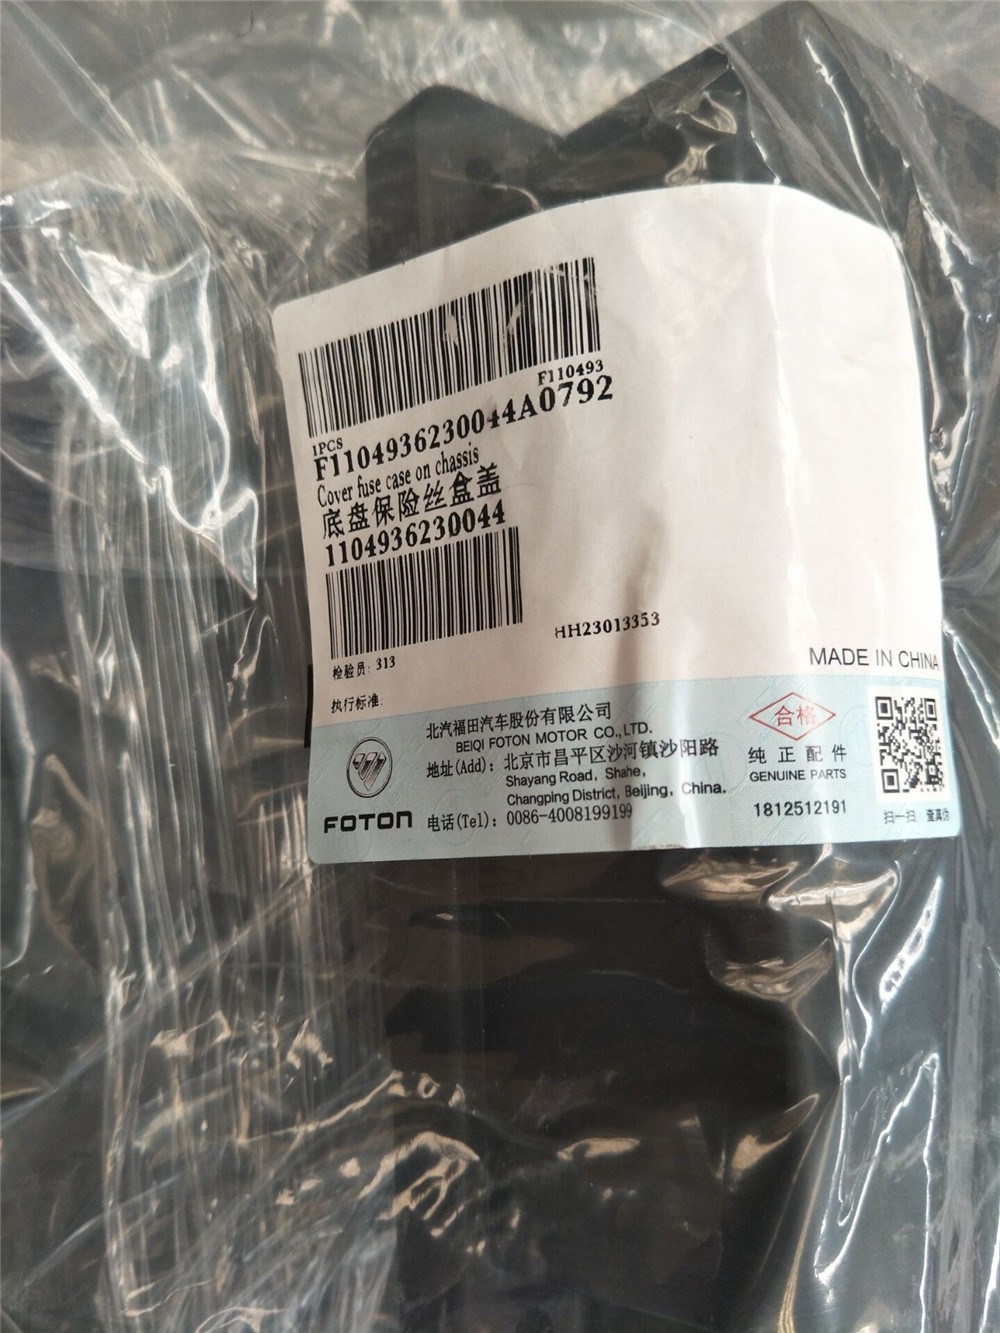 F110493
1PCS
F1104936230044A0792
Cover fuse case on chassis
底盘保险丝盒盖
1104936230044
HH23013353
检验员: 313
执行标准:
MADE IN CHINA
北汽福田汽车股份有限公司
BEIQI FOTON MOTOR CO.,LTD.
地址(Add): 北京市昌平区沙河镇沙阳路
Shayang Road, Shahe,
Changping District, Beijing, China.
电话(Tel): 0086-4008199199
FOTON
合格
纯正配件
GENUINE PARTS
1812512191
扫一扫 查真伪